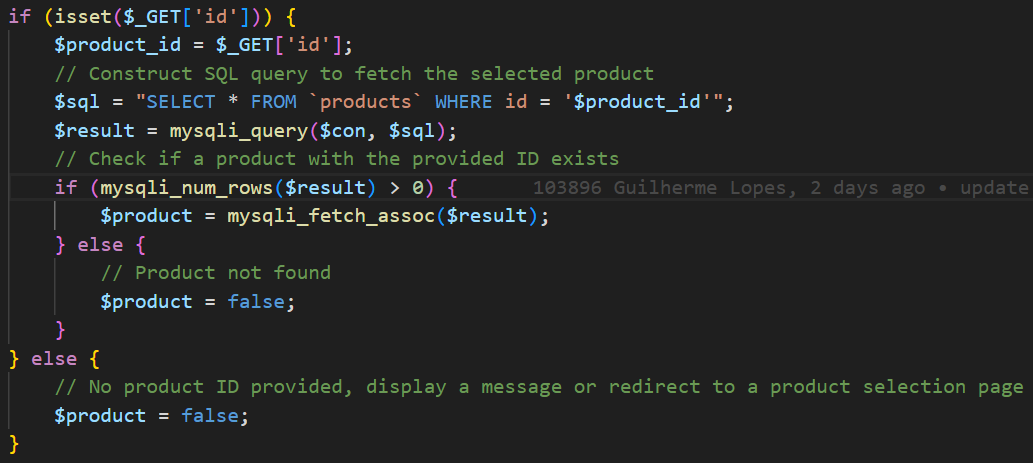 if (isset($_GET['id'])) {
    $product_id = $_GET['id'];
    // Construct SQL query to fetch the selected product
    $sql = "SELECT * FROM `products` WHERE id = '$product_id'";
    $result = mysqli_query($con, $sql);
    // Check if a product with the provided ID exists
    if (mysqli_num_rows($result) > 0) {     103896 Guilherme Lopes, 2 days ago • update
        $product = mysqli_fetch_assoc($result);
    } else {
        // Product not found
        $product = false;
    }
} else {
    // No product ID provided, display a message or redirect to a product selection page
    $product = false;
}